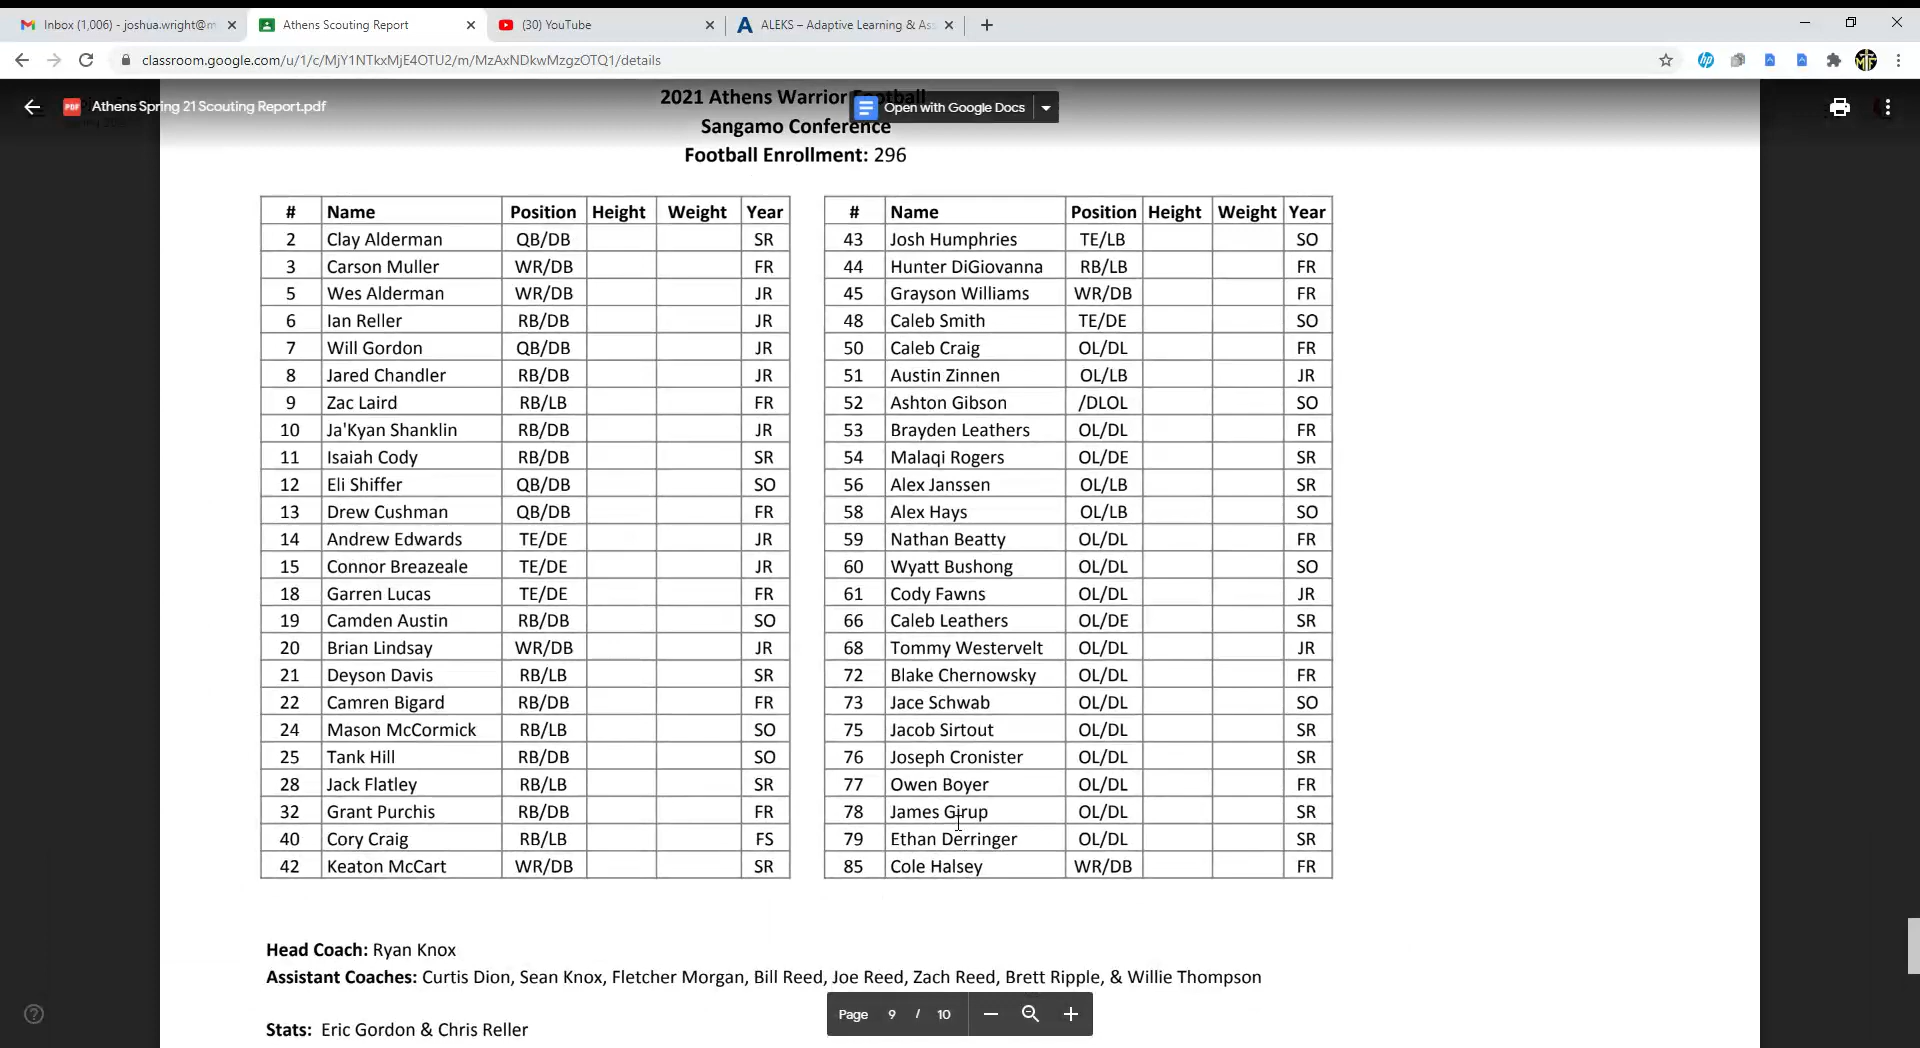 Inbox (1,006) - joshua.wright@m
Athens Scouting Report
(30) YouTube
ALEKS – Adaptive Learning & As
classroom.google.com/u/1/c/MjY1NTkxMjE4OTU2/m/MzAxNDkwMzgzOTQ1/details
PDF Athens Spring 21 Scouting Report.pdf
Open with Google Docs
2021 Athens Warrior Football
Sangamo Conference
Football Enrollment: 296
# Name Position Height Weight Year
2 Clay Alderman QB/DB SR
3 Carson Muller WR/DB FR
5 Wes Alderman WR/DB JR
6 Ian Reller RB/DB JR
7 Will Gordon QB/DB JR
8 Jared Chandler RB/DB JR
9 Zac Laird RB/LB FR
10 Ja'Kyan Shanklin RB/DB JR
11 Isaiah Cody RB/DB SR
12 Eli Shiffer QB/DB SO
13 Drew Cushman QB/DB FR
14 Andrew Edwards TE/DE JR
15 Connor Breazeale TE/DE JR
18 Garren Lucas TE/DE FR
19 Camden Austin RB/DB SO
20 Brian Lindsay WR/DB JR
21 Deyson Davis RB/LB SR
22 Camren Bigard RB/DB FR
24 Mason McCormick RB/LB SO
25 Tank Hill RB/DB SO
28 Jack Flatley RB/LB SR
32 Grant Purchis RB/DB FR
40 Cory Craig RB/LB FS
42 Keaton McCart WR/DB SR
# Name Position Height Weight Year
43 Josh Humphries TE/LB SO
44 Hunter DiGiovanna RB/LB FR
45 Grayson Williams WR/DB FR
48 Caleb Smith TE/DE SO
50 Caleb Craig OL/DL FR
51 Austin Zinnen OL/LB JR
52 Ashton Gibson /DLOL SO
53 Brayden Leathers OL/DL FR
54 Malaqi Rogers OL/DE SR
56 Alex Janssen OL/LB SR
58 Alex Hays OL/LB SO
59 Nathan Beatty OL/DL FR
60 Wyatt Bushong OL/DL SO
61 Cody Fawns OL/DL JR
66 Caleb Leathers OL/DE SR
68 Tommy Westervelt OL/DL JR
72 Blake Chernowsky OL/DL FR
73 Jace Schwab OL/DL SO
75 Jacob Sirtout OL/DL SR
76 Joseph Cronister OL/DL SR
77 Owen Boyer OL/DL FR
78 James Girup OL/DL SR
79 Ethan Derringer OL/DL SR
85 Cole Halsey WR/DB FR
Head Coach: Ryan Knox
Assistant Coaches: Curtis Dion, Sean Knox, Fletcher Morgan, Bill Reed, Joe Reed, Zach Reed, Brett Ripple, & Willie Thompson
Stats: Eric Gordon & Chris Reller
Page 9 / 10